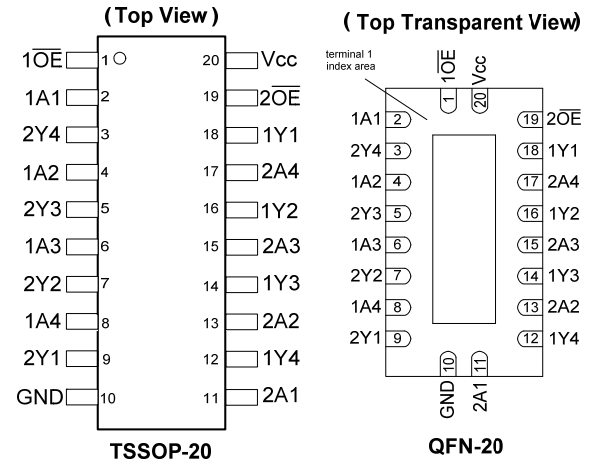 (Top View)
1O̅E̅ 1 20 Vcc
1A1 2 19 2O̅E̅
2Y4 3 18 1Y1
1A2 4 17 2A4
2Y3 5 16 1Y2
1A3 6 15 2A3
2Y2 7 14 1Y3
1A4 8 13 2A2
2Y1 9 12 1Y4
GND 10 11 2A1
TSSOP-20
(Top Transparent View)
terminal 1
index area
1O̅E̅ Vcc
1 20
1A1 2 19 2O̅E̅
2Y4 3 18 1Y1
1A2 4 17 2A4
2Y3 5 16 1Y2
1A3 6 15 2A3
2Y2 7 14 1Y3
1A4 8 13 2A2
2Y1 9 12 1Y4
10 11
GND 2A1
QFN-20